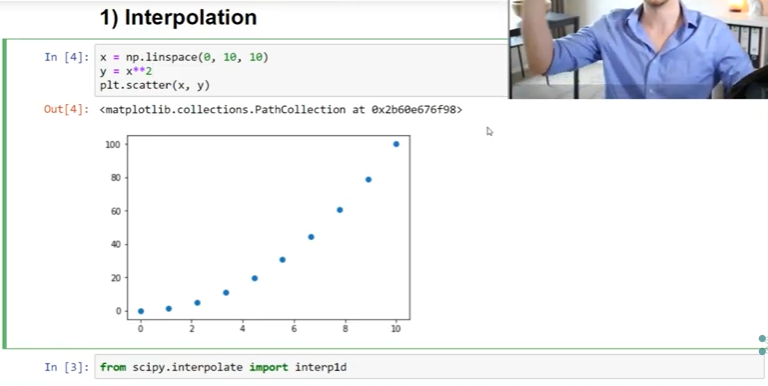 1) Interpolation
In [4]: x = np.linspace(0, 10, 10)
y = x**2
plt.scatter(x, y)
Out[4]: <matplotlib.collections.PathCollection at 0x2b60e676f98>
100
80
60
40
20
0
0 2 4 6 8 10
In [3]: from scipy.interpolate import interp1d